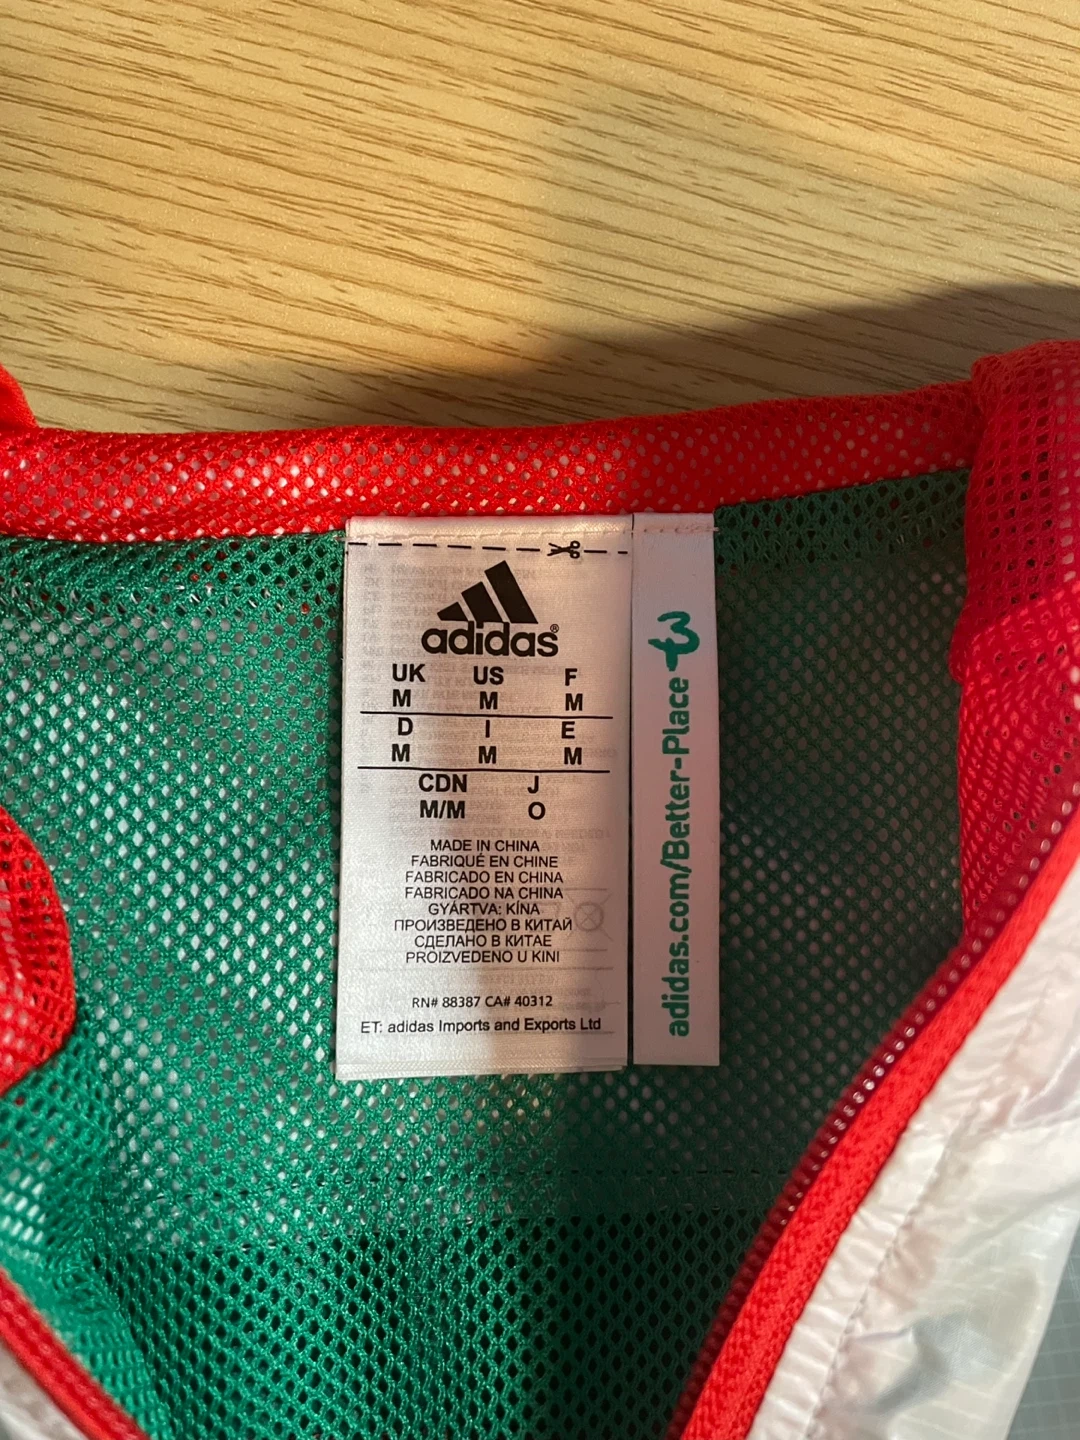 adidas®
UK US F
M M M
D I E
M M M
CDN J
M/M O
MADE IN CHINA
FABRIQUÉ EN CHINE
FABRICADO EN CHINA
FABRICADO NA CHINA
GYÁRTVA: KÍNA
ПРОИЗВЕДЕНО В КИТАЙ
СДЕЛАНО В КИТАЕ
PROIZVEDENO U KINI
RN# 88387 CA# 40312
ET: adidas Imports and Exports Ltd
adidas.com/Better-Place